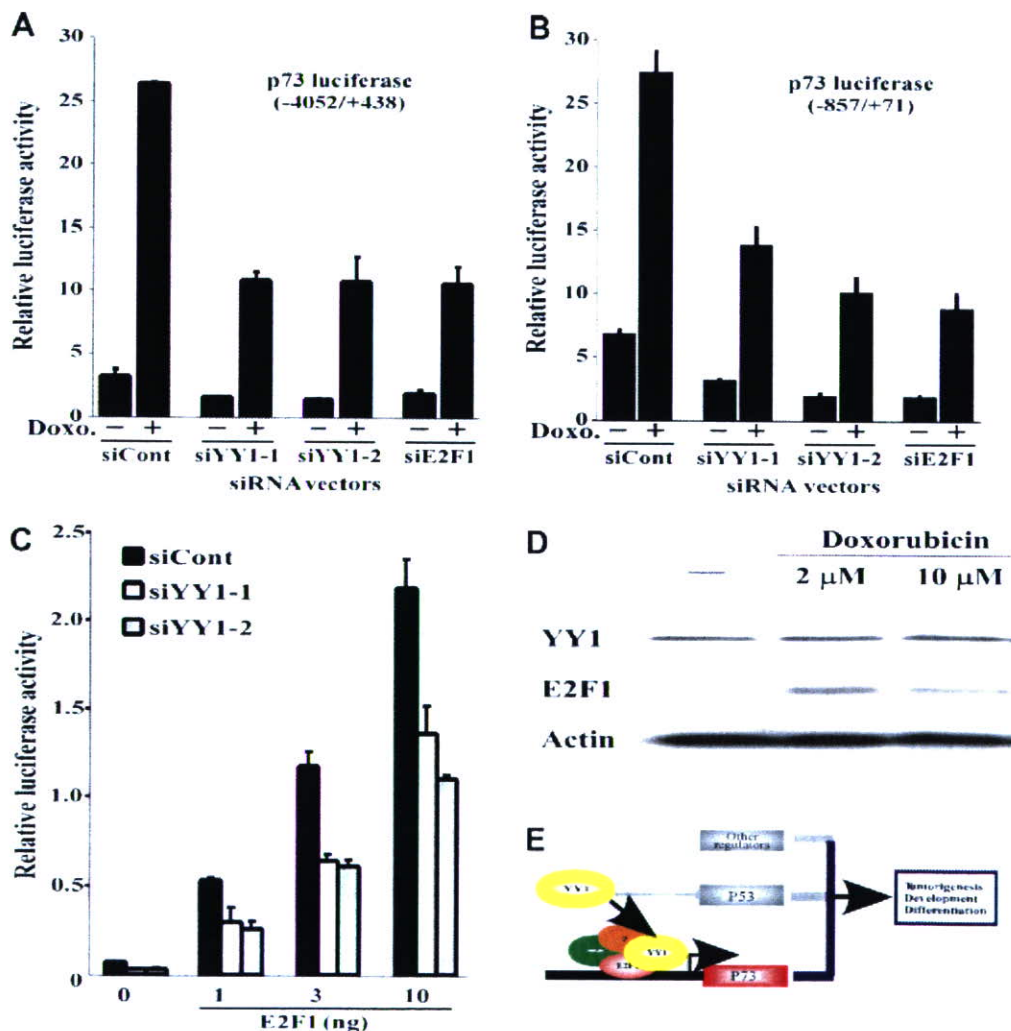 A
Relative luciferase activity
30
25
20
15
10
5
0
p73 luciferase
(-4052/+438)
Doxo. − + − + − + − +
siCont siYY1-1 siYY1-2 siE2F1
siRNA vectors
B
Relative luciferase activity
30
25
20
15
10
5
0
p73 luciferase
(-857/+71)
Doxo. − + − + − + − +
siCont siYY1-1 siYY1-2 siE2F1
siRNA vectors
C
Relative luciferase activity
2.5
2.0
1.5
1.0
0.5
0
siCont
siYY1-1
siYY1-2
0 1 3 10
E2F1 (ng)
D
Doxorubicin
— 2 μM 10 μM
YY1
E2F1
Actin
E
Other
regulators
YY1
P53
YY1
P73
Tumorigenesis
Development
Differentiation